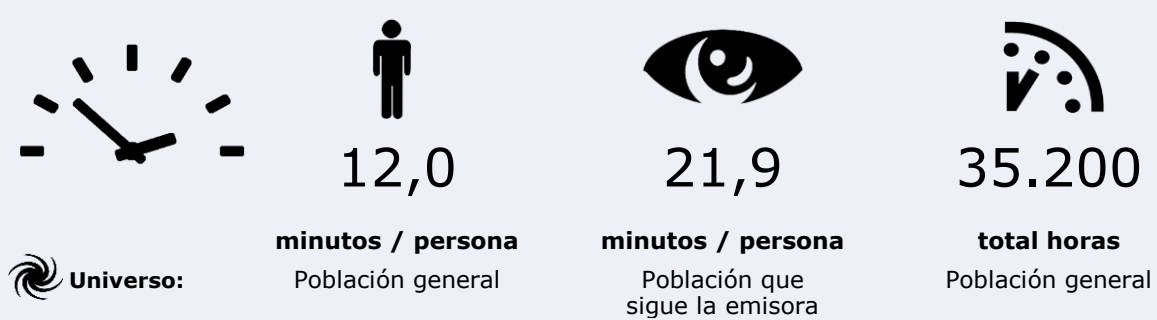 12,0
21,9
35.200
minutos / persona
minutos / persona
total horas
Universo:
Población general
Población que
sigue la emisora
Población general